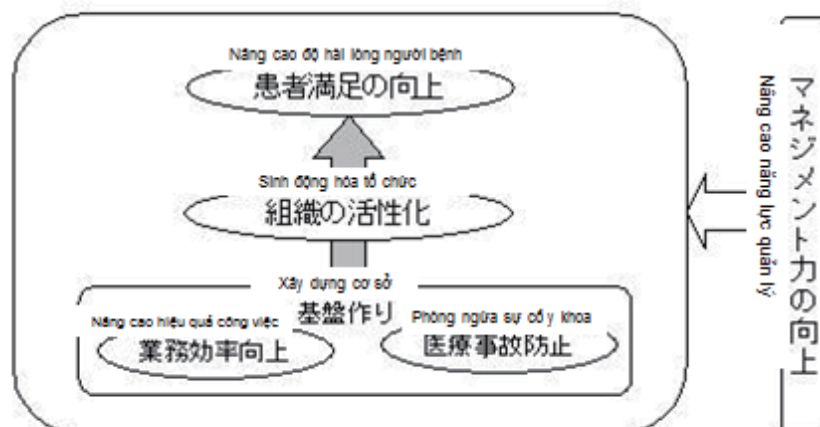 Nâng cao độ hài lòng người bệnh
患者満足の向上
Sinh động hóa tổ chức
組織の活性化
Xây dựng cơ sở
基盤作り
Nâng cao hiệu quả công việc
業務効率向上
Phòng ngừa sự cố y khoa
医療事故防止
Nâng cao năng lực quản lý
マネジメント力の向上